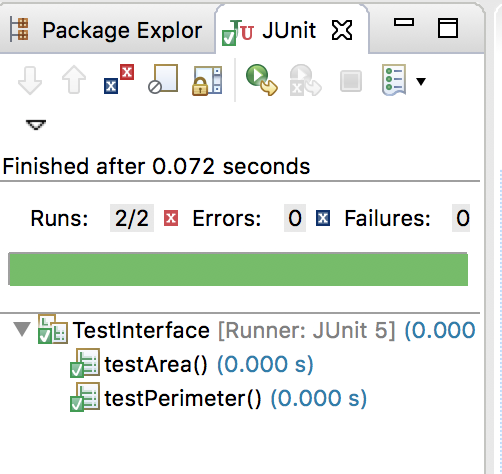 Package Explor JUnit
Finished after 0.072 seconds
Runs: 2/2 Errors: 0 Failures: 0
TestInterface [Runner: JUnit 5] (0.000
testArea() (0.000 s)
testPerimeter() (0.000 s)